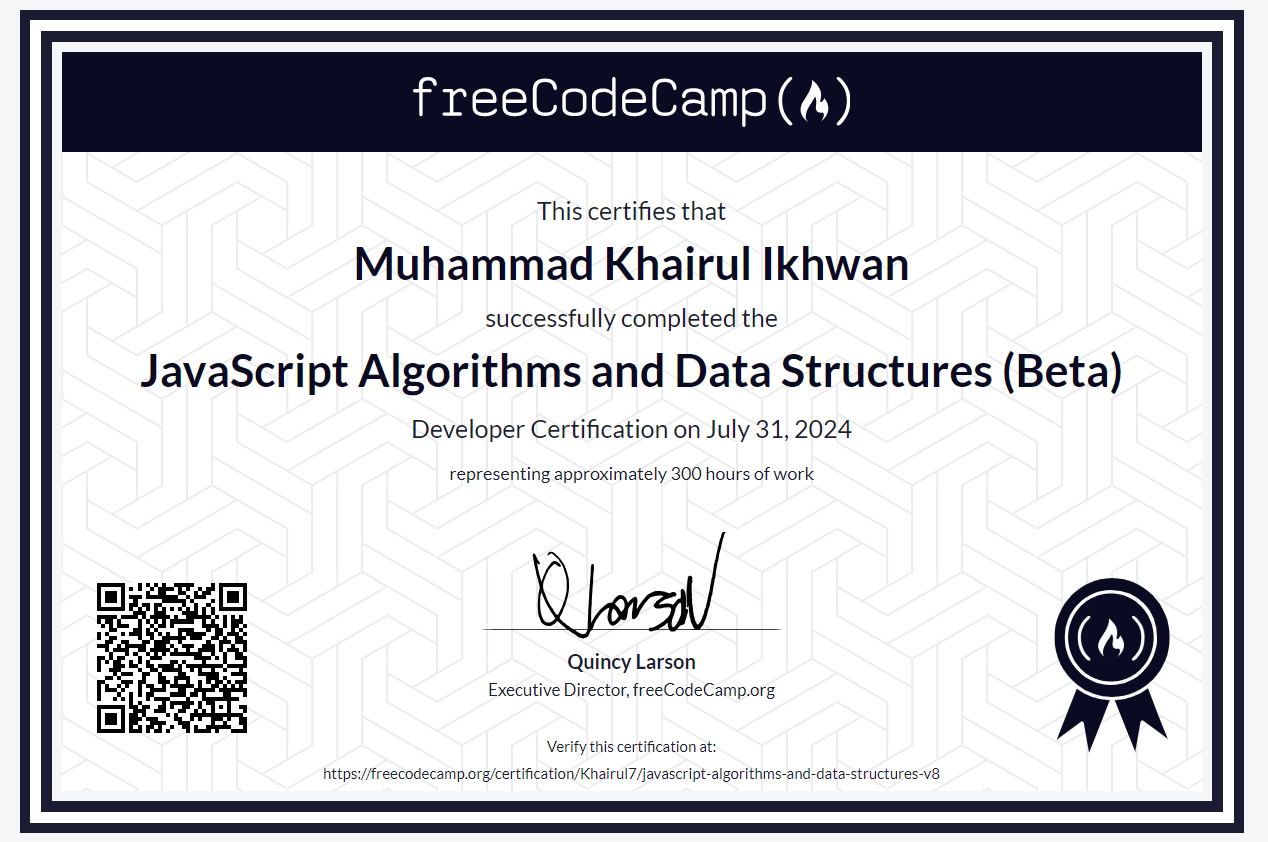 freeCodeCamp(🔥)
This certifies that
Muhammad Khairul Ikhwan
successfully completed the
JavaScript Algorithms and Data Structures (Beta)
Developer Certification on July 31, 2024
representing approximately 300 hours of work
Q Larson
Quincy Larson
Executive Director, freeCodeCamp.org
Verify this certification at:
https://freecodecamp.org/certification/Khairul7/javascript-algorithms-and-data-structures-v8